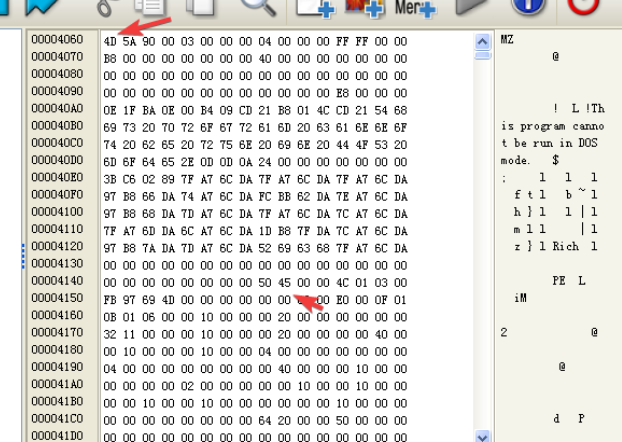 Mer
00004060 4D 5A 90 00 03 00 00 00 04 00 00 00 FF FF 00 00 MZ
00004070 B8 00 00 00 00 00 00 00 40 00 00 00 00 00 00 00 @
00004080 00 00 00 00 00 00 00 00 00 00 00 00 00 00 00 00
00004090 00 00 00 00 00 00 00 00 00 00 00 00 E8 00 00 00
000040A0 0E 1F BA 0E 00 B4 09 CD 21 B8 01 4C CD 21 54 68 ! L !Th
000040B0 69 73 20 70 72 6F 67 72 61 6D 20 63 61 6E 6E 6F is program canno
000040C0 74 20 62 65 20 72 75 6E 20 69 6E 20 44 4F 53 20 t be run in DOS
000040D0 6D 6F 64 65 2E 0D 0D 0A 24 00 00 00 00 00 00 00 mode. $
000040E0 3B C6 02 89 7F A7 6C DA 7F A7 6C DA 7F A7 6C DA ; l l l
000040F0 97 B8 66 DA 74 A7 6C DA FC BB 62 DA 7E A7 6C DA f t l b ~ l
00004100 97 B8 68 DA 7D A7 6C DA 7F A7 6C DA 7C A7 6C DA h } l l | l
00004110 7F A7 6D DA 6C A7 6C DA 1D B8 7F DA 7C A7 6C DA m l l | l
00004120 97 B8 7A DA 7D A7 6C DA 52 69 63 68 7F A7 6C DA z } l Rich l
00004130 00 00 00 00 00 00 00 00 00 00 00 00 00 00 00 00
00004140 00 00 00 00 00 00 00 00 50 45 00 00 4C 01 03 00 PE L
00004150 FB 97 69 4D 00 00 00 00 00 00 00 E0 00 0F 01 iM
00004160 0B 01 06 00 00 10 00 00 00 20 00 00 00 00 00 00
00004170 32 11 00 00 00 10 00 00 00 20 00 00 00 00 40 00 2 @
00004180 00 10 00 00 00 10 00 00 04 00 00 00 00 00 00 00
00004190 04 00 00 00 00 00 00 00 00 40 00 00 00 10 00 00 @
000041A0 00 00 00 00 02 00 00 00 00 00 10 00 00 10 00 00
000041B0 00 00 10 00 00 10 00 00 00 00 00 00 10 00 00 00
000041C0 00 00 00 00 00 00 00 00 64 20 00 00 50 00 00 00 d P
000041D0 00 00 00 00 00 00 00 00 00 00 00 00 00 00 00 00